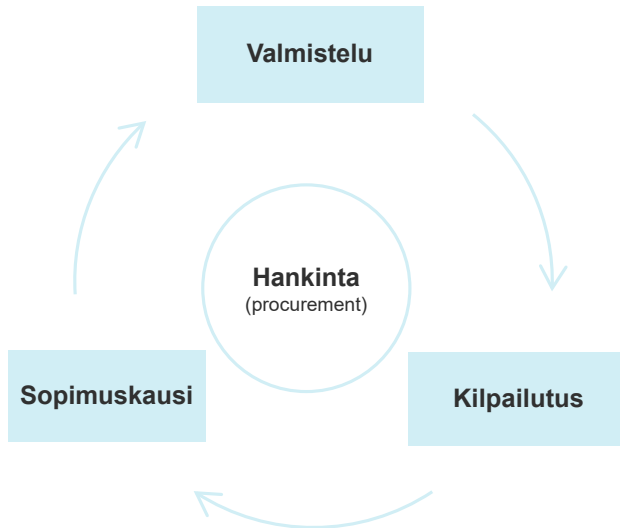 Valmistelu
Hankinta
(procurement)
Sopimuskausi
Kilpailutus